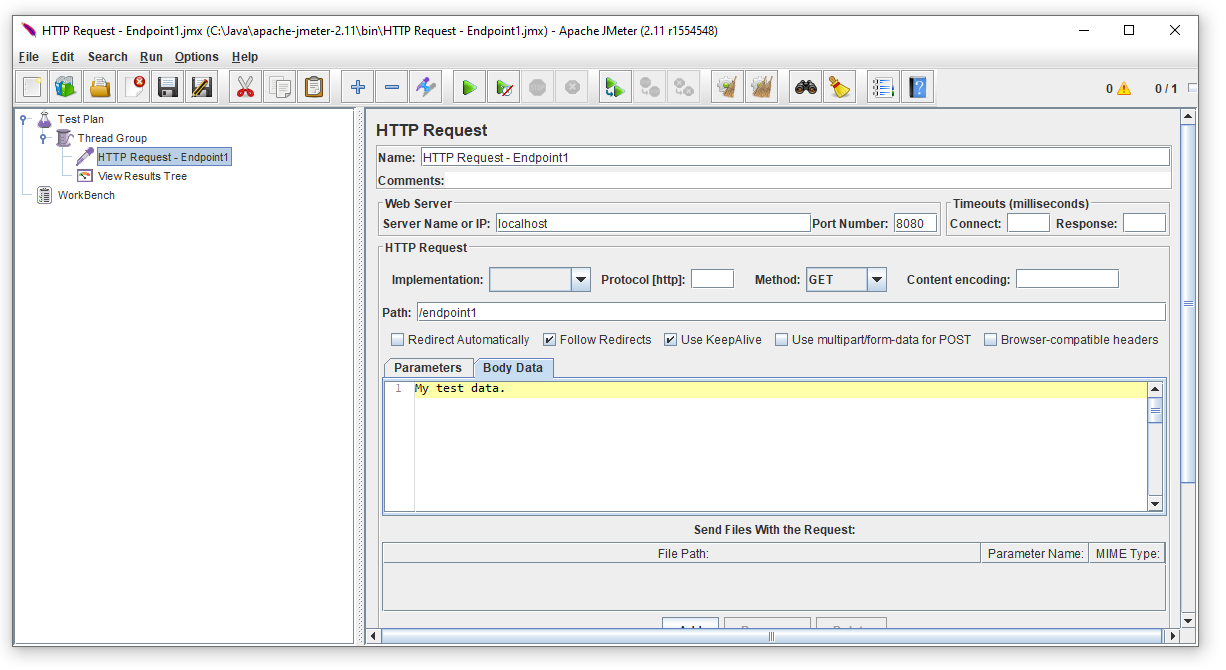 HTTP Request - Endpoint1.jmx (C:\Java\apache-jmeter-2.11\bin\HTTP Request - Endpoint1.jmx) - Apache JMeter (2.11 r1554548)
File Edit Search Run Options Help
0 0 / 1
Test Plan
Thread Group
HTTP Request - Endpoint1
View Results Tree
WorkBench
HTTP Request
Name: HTTP Request - Endpoint1
Comments:
Web Server
Server Name or IP: localhost Port Number: 8080
Timeouts (milliseconds)
Connect: Response:
HTTP Request
Implementation: Protocol [http]: Method: GET Content encoding:
Path: /endpoint1
Redirect Automatically Follow Redirects Use KeepAlive Use multipart/form-data for POST Browser-compatible headers
Parameters Body Data
1 My test data.
Send Files With the Request:
File Path: Parameter Name: MIME Type: